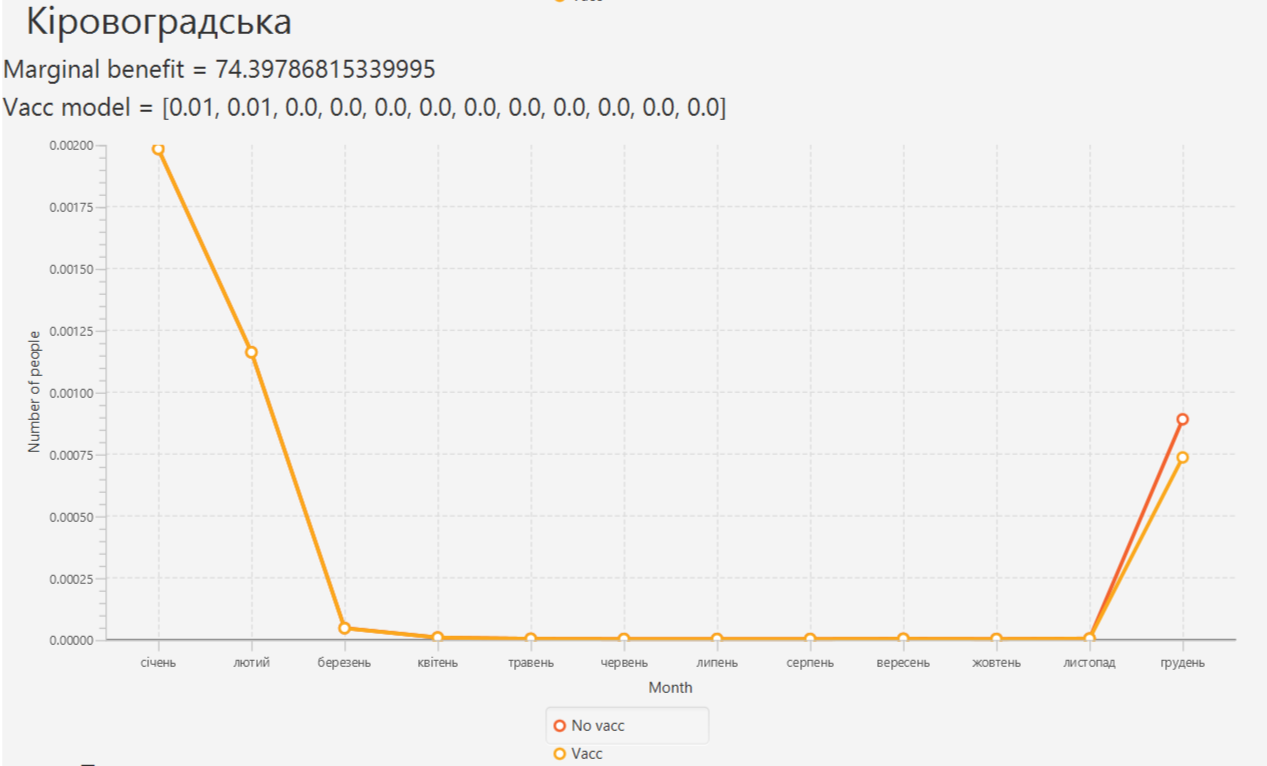 Кіровоградська
Marginal benefit = 74.39786815339995
Vacc model = [0.01, 0.01, 0.0, 0.0, 0.0, 0.0, 0.0, 0.0, 0.0, 0.0, 0.0, 0.0]
0.00200
0.00175
0.00150
0.00125
0.00100
0.00075
0.00050
0.00025
0.00000
Number of people
січень лютий березень квітень травень червень липень серпень вересень жовтень листопад грудень
Month
No vacc
Vacc